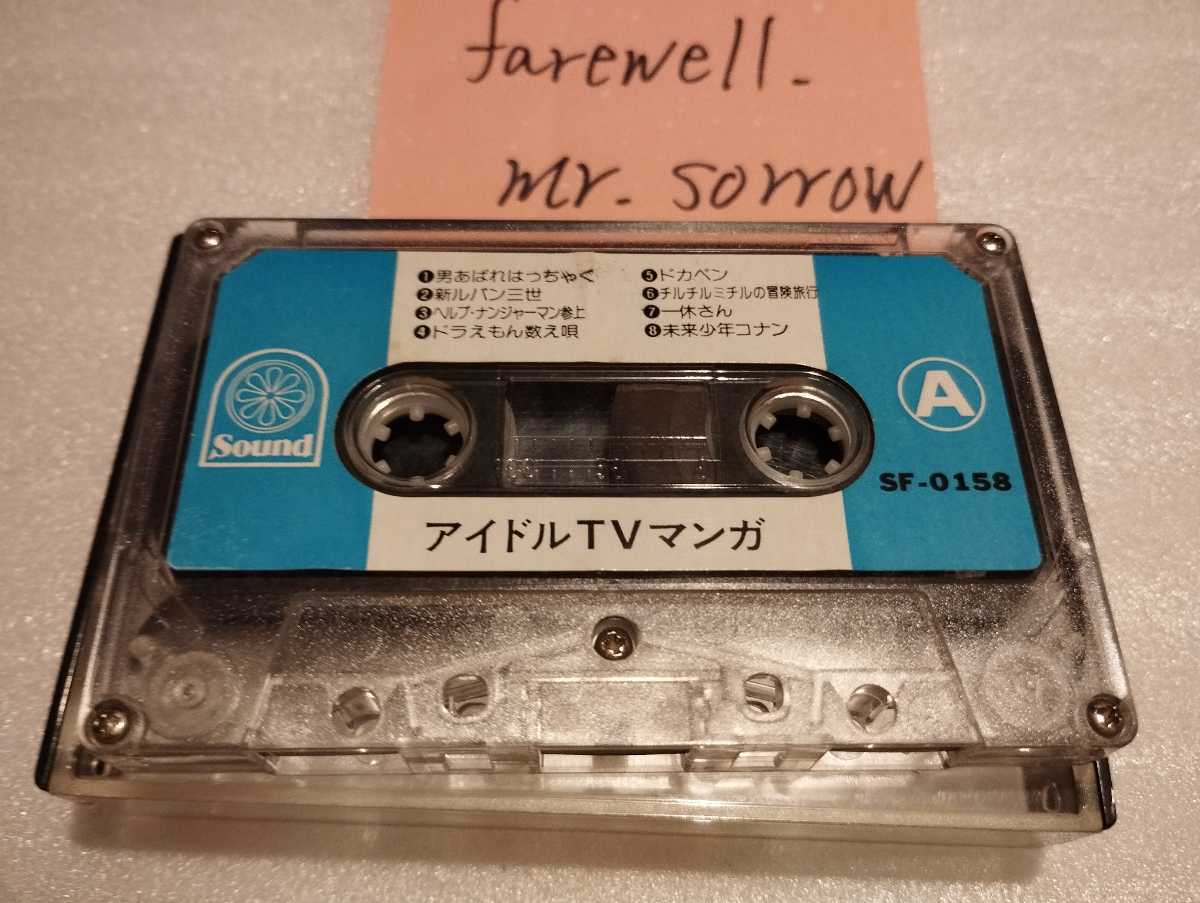 farewell.
mr. sorrow
❶男あばれはっちゃく
❷新ルパン三世
❸ヘルプ・ナンジャーマン参上
❹ドラえもん数え唄
❺ドカベン
❻チルチルミチルの冒険旅行
❼一休さん
❽未来少年コナン
Sound
A
SF-0158
アイドルTVマンガ